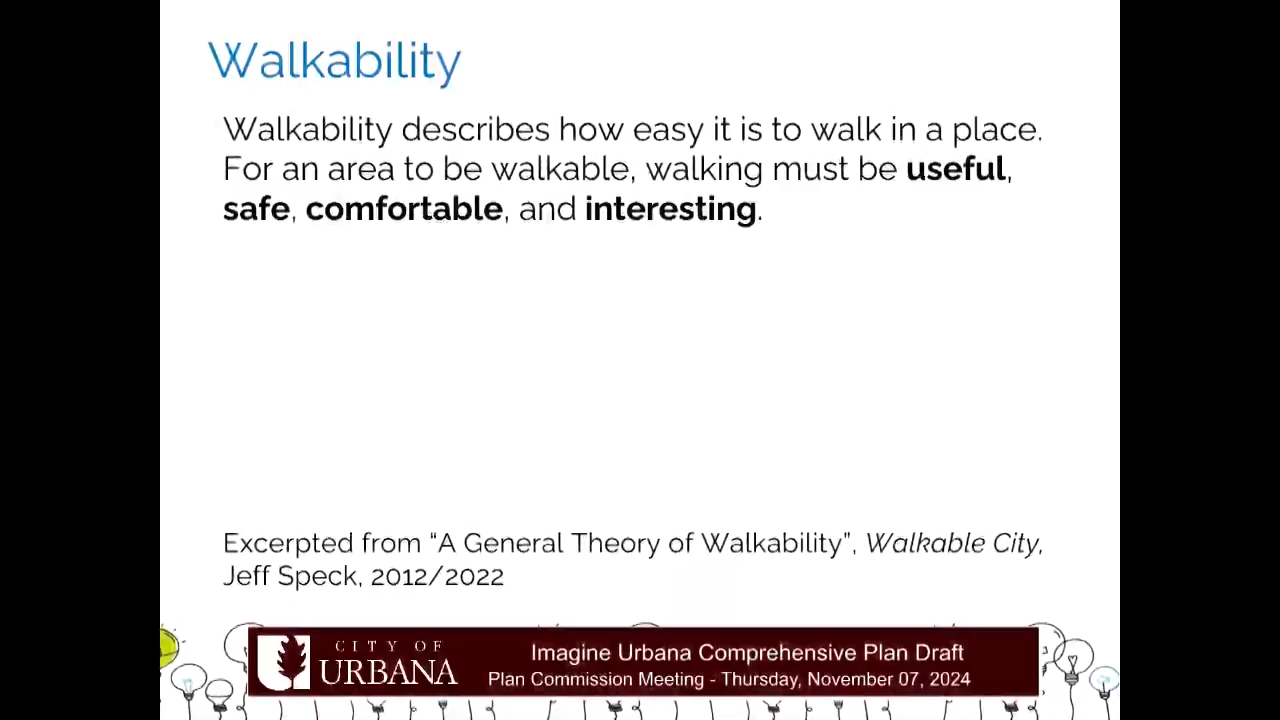 Walkability
Walkability describes how easy it is to walk in a place.
For an area to be walkable, walking must be useful,
safe, comfortable, and interesting.
Excerpted from “A General Theory of Walkability”, Walkable City,
Jeff Speck, 2012/2022
CITY OF
URBANA
Imagine Urbana Comprehensive Plan Draft
Plan Commission Meeting - Thursday, November 07, 2024